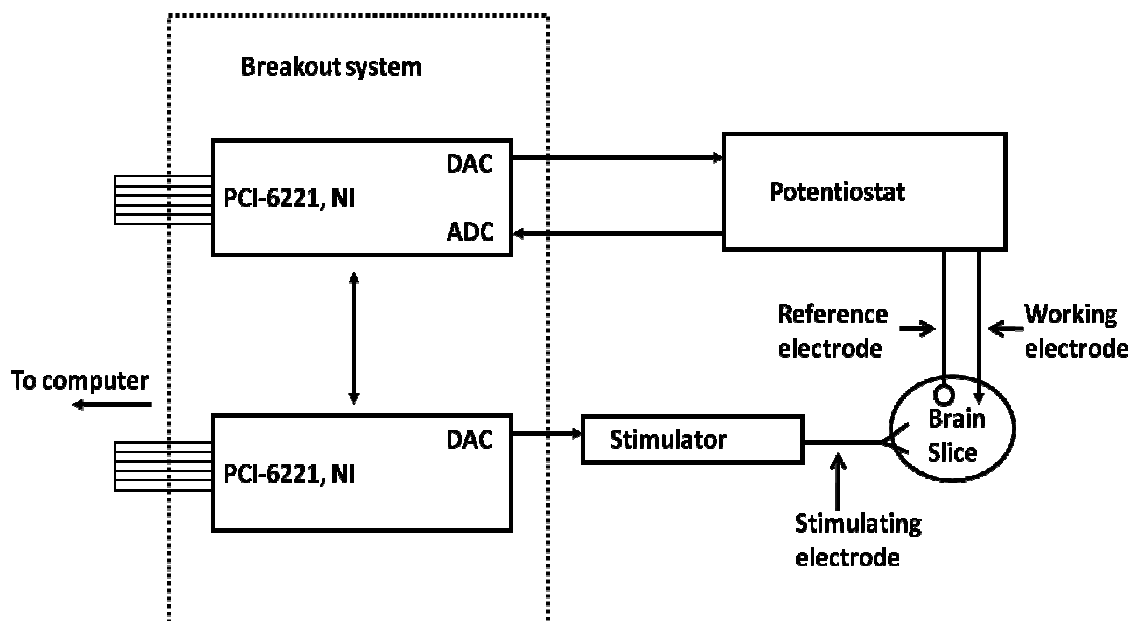 Breakout system
DAC
PCI-6221, NI
ADC
Potentiostat
Reference
electrode
Working
electrode
To computer
DAC
PCI-6221, NI
Stimulator
Brain
Slice
Stimulating
electrode